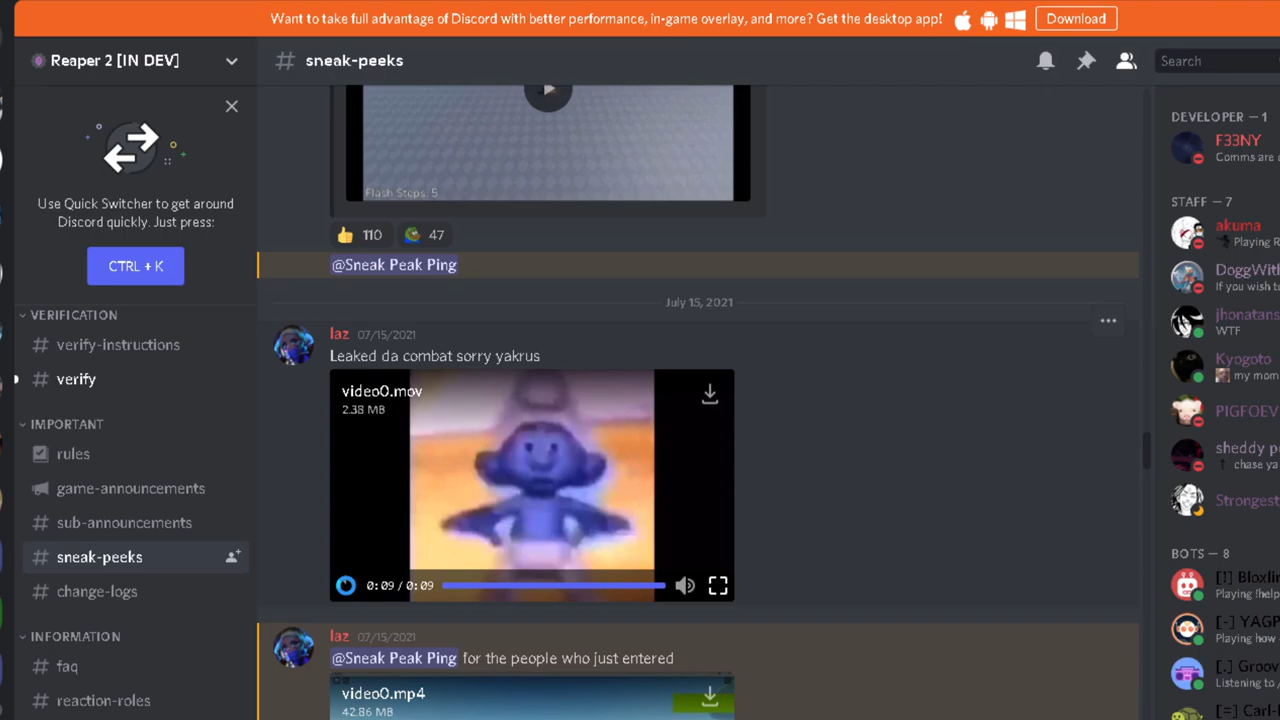 Want to take full advantage of Discord with better performance, in-game overlay, and more? Get the desktop app!
Download
Reaper 2 [IN DEV]
Use Quick Switcher to get around
Discord quickly. Just press:
CTRL + K
VERIFICATION
# verify-instructions
# verify
IMPORTANT
rules
game-announcements
# sub-announcements
# sneak-peeks
# change-logs
INFORMATION
# faq
# reaction-roles
# sneak-peeks
Search
Flash Steps: 5
110
47
@Sneak Peak Ping
July 15, 2021
laz 07/15/2021
Leaked da combat sorry yakrus
video0.mov
2.38 MB
0:09 / 0:09
laz 07/15/2021
@Sneak Peak Ping for the people who just entered
video0.mp4
42.86 MB
DEVELOPER — 1
F33NY
Comms are
STAFF — 7
akuma
Playing R
DoggWith
If you wish t
jhonatans
WTF
Kyogoto
my mom
PIGFOEV
sheddy p
chase ya
Strongest
BOTS — 8
[!] Bloxlin
Playing !help
[-] YAGP
Playing how
[.] Groov
Listening to /
[=] Carl-